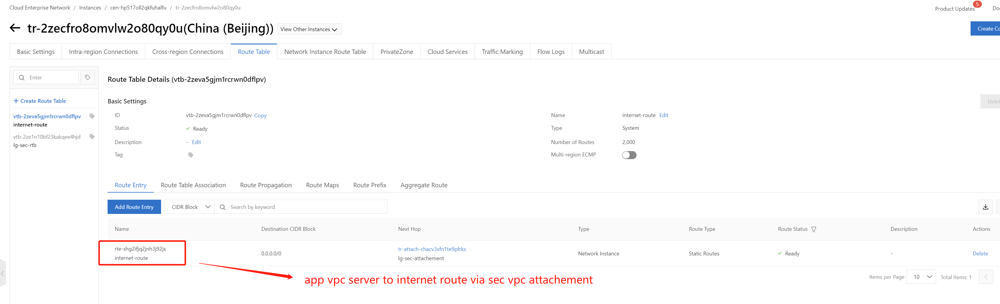 Cloud Enterprise Network / Instances / cen-hp517oll2qkfuhalfu / tr-2zecfro8omvlw2o80qy0u
Product Updates 5
tr-2zecfro8omvlw2o80qy0u(China (Beijing)) View Other Instances
Basic Settings Intra-region Connections Cross-region Connections Route Table Network Instance Route Table PrivateZone Cloud Services Traffic Marking Flow Logs Multicast
Enter
Create Route Table
vtb-2zeva5gjm1rcrwn0dflpv
internet-route
vtb-2ze1n10bf23kakqee4hjd
lg-sec-rtb
Route Table Details (vtb-2zeva5gjm1rcrwn0dflpv)
Basic Settings
ID vtb-2zeva5gjm1rcrwn0dflpv Copy Name internet-route Edit
Status Ready Type System
Description - Edit Number of Routes 2,000
Tag Multi-region ECMP
Route Entry Route Table Association Route Propagation Route Maps Route Prefix Aggregate Route
Add Route Entry CIDR Block Search by keyword
Name Destination CIDR Block Next Hop Type Route Type Route Status Description Actions
rte-shg2ifjq2jnh3j92js
internet-route
0.0.0.0/0
tr-attach-chacv3xfn1te9pfrks
lg-sec-attachement
Network Instance Static Routes Ready - Delete
Items per Page 10 Total Items: 1
app vpc server to internet route via sec vpc attachement